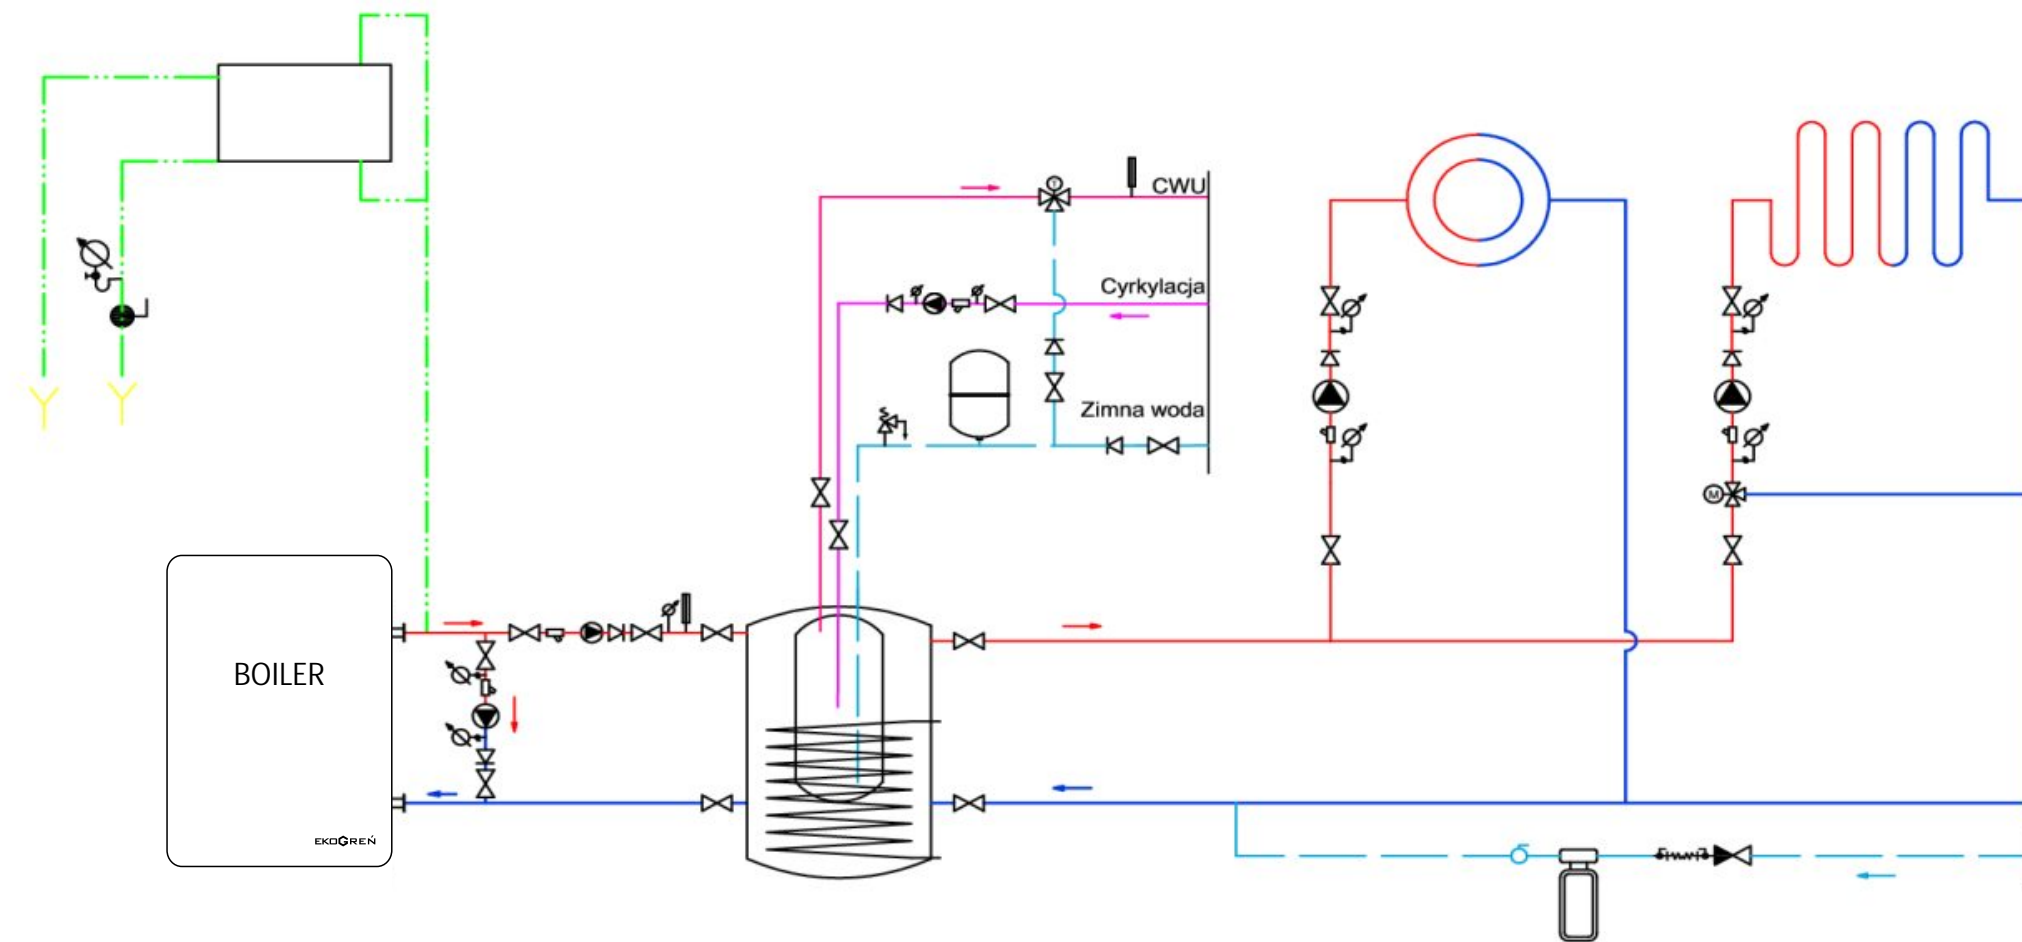 CWU
T
Cyrkylacja
Zimna woda
M
BOILER
EKOGREŃ